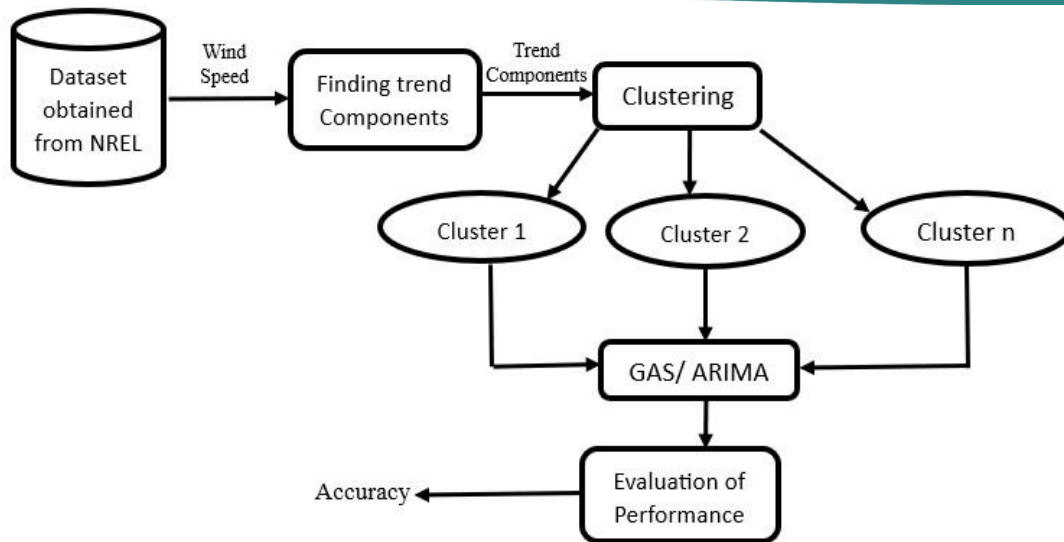 Dataset
obtained
from NREL
Wind
Speed
Finding trend
Components
Trend
Components
Clustering
Cluster 1
Cluster 2
Cluster n
GAS/ ARIMA
Evaluation of
Performance
Accuracy